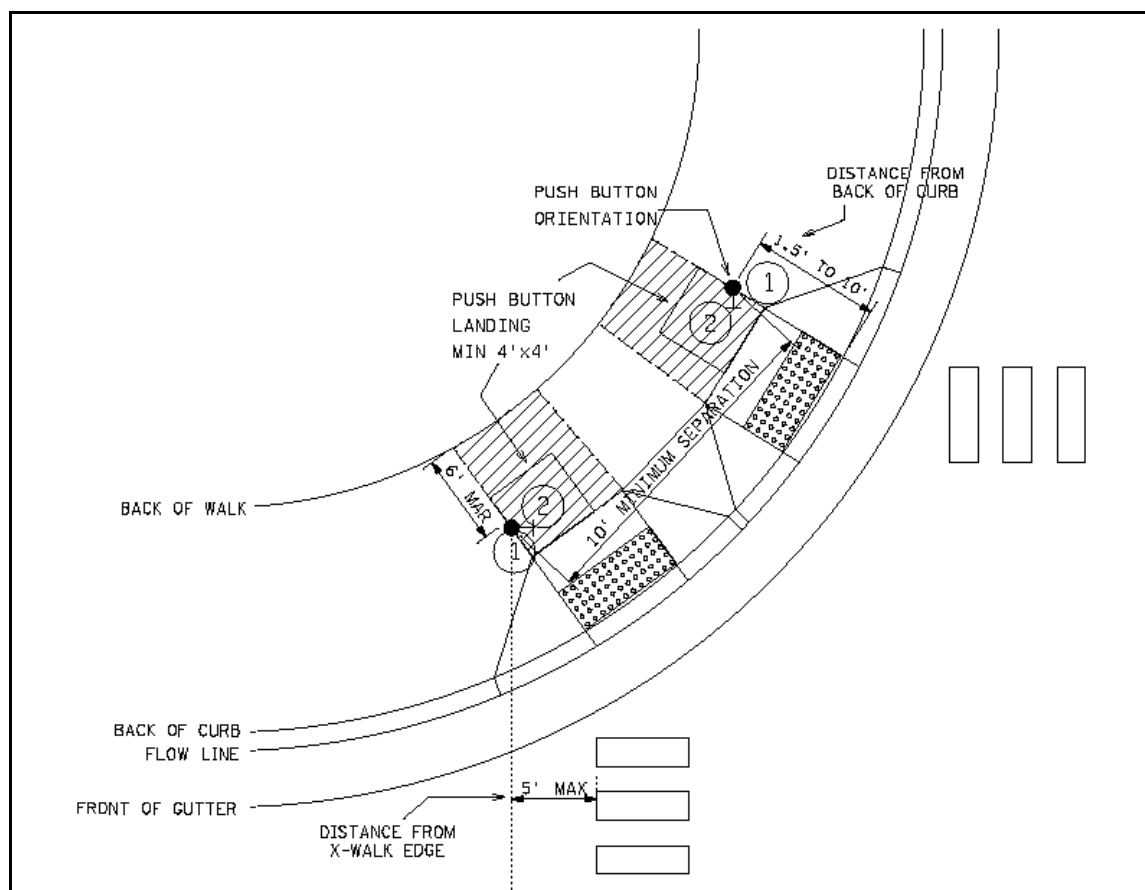 DISTANCE FROM
BACK OF CURB
PUSH BUTTON
ORIENTATION
1.5' TO 10'
1
2
PUSH BUTTON
LANDING
MIN 4'x4'
10' MINIMUM SEPARATION
6' MAR
2
1
BACK OF WALK
BACK OF CURB
FLOW LINE
FRONT OF GUTTER
5' MAX
DISTANCE FROM
X-WALK EDGE